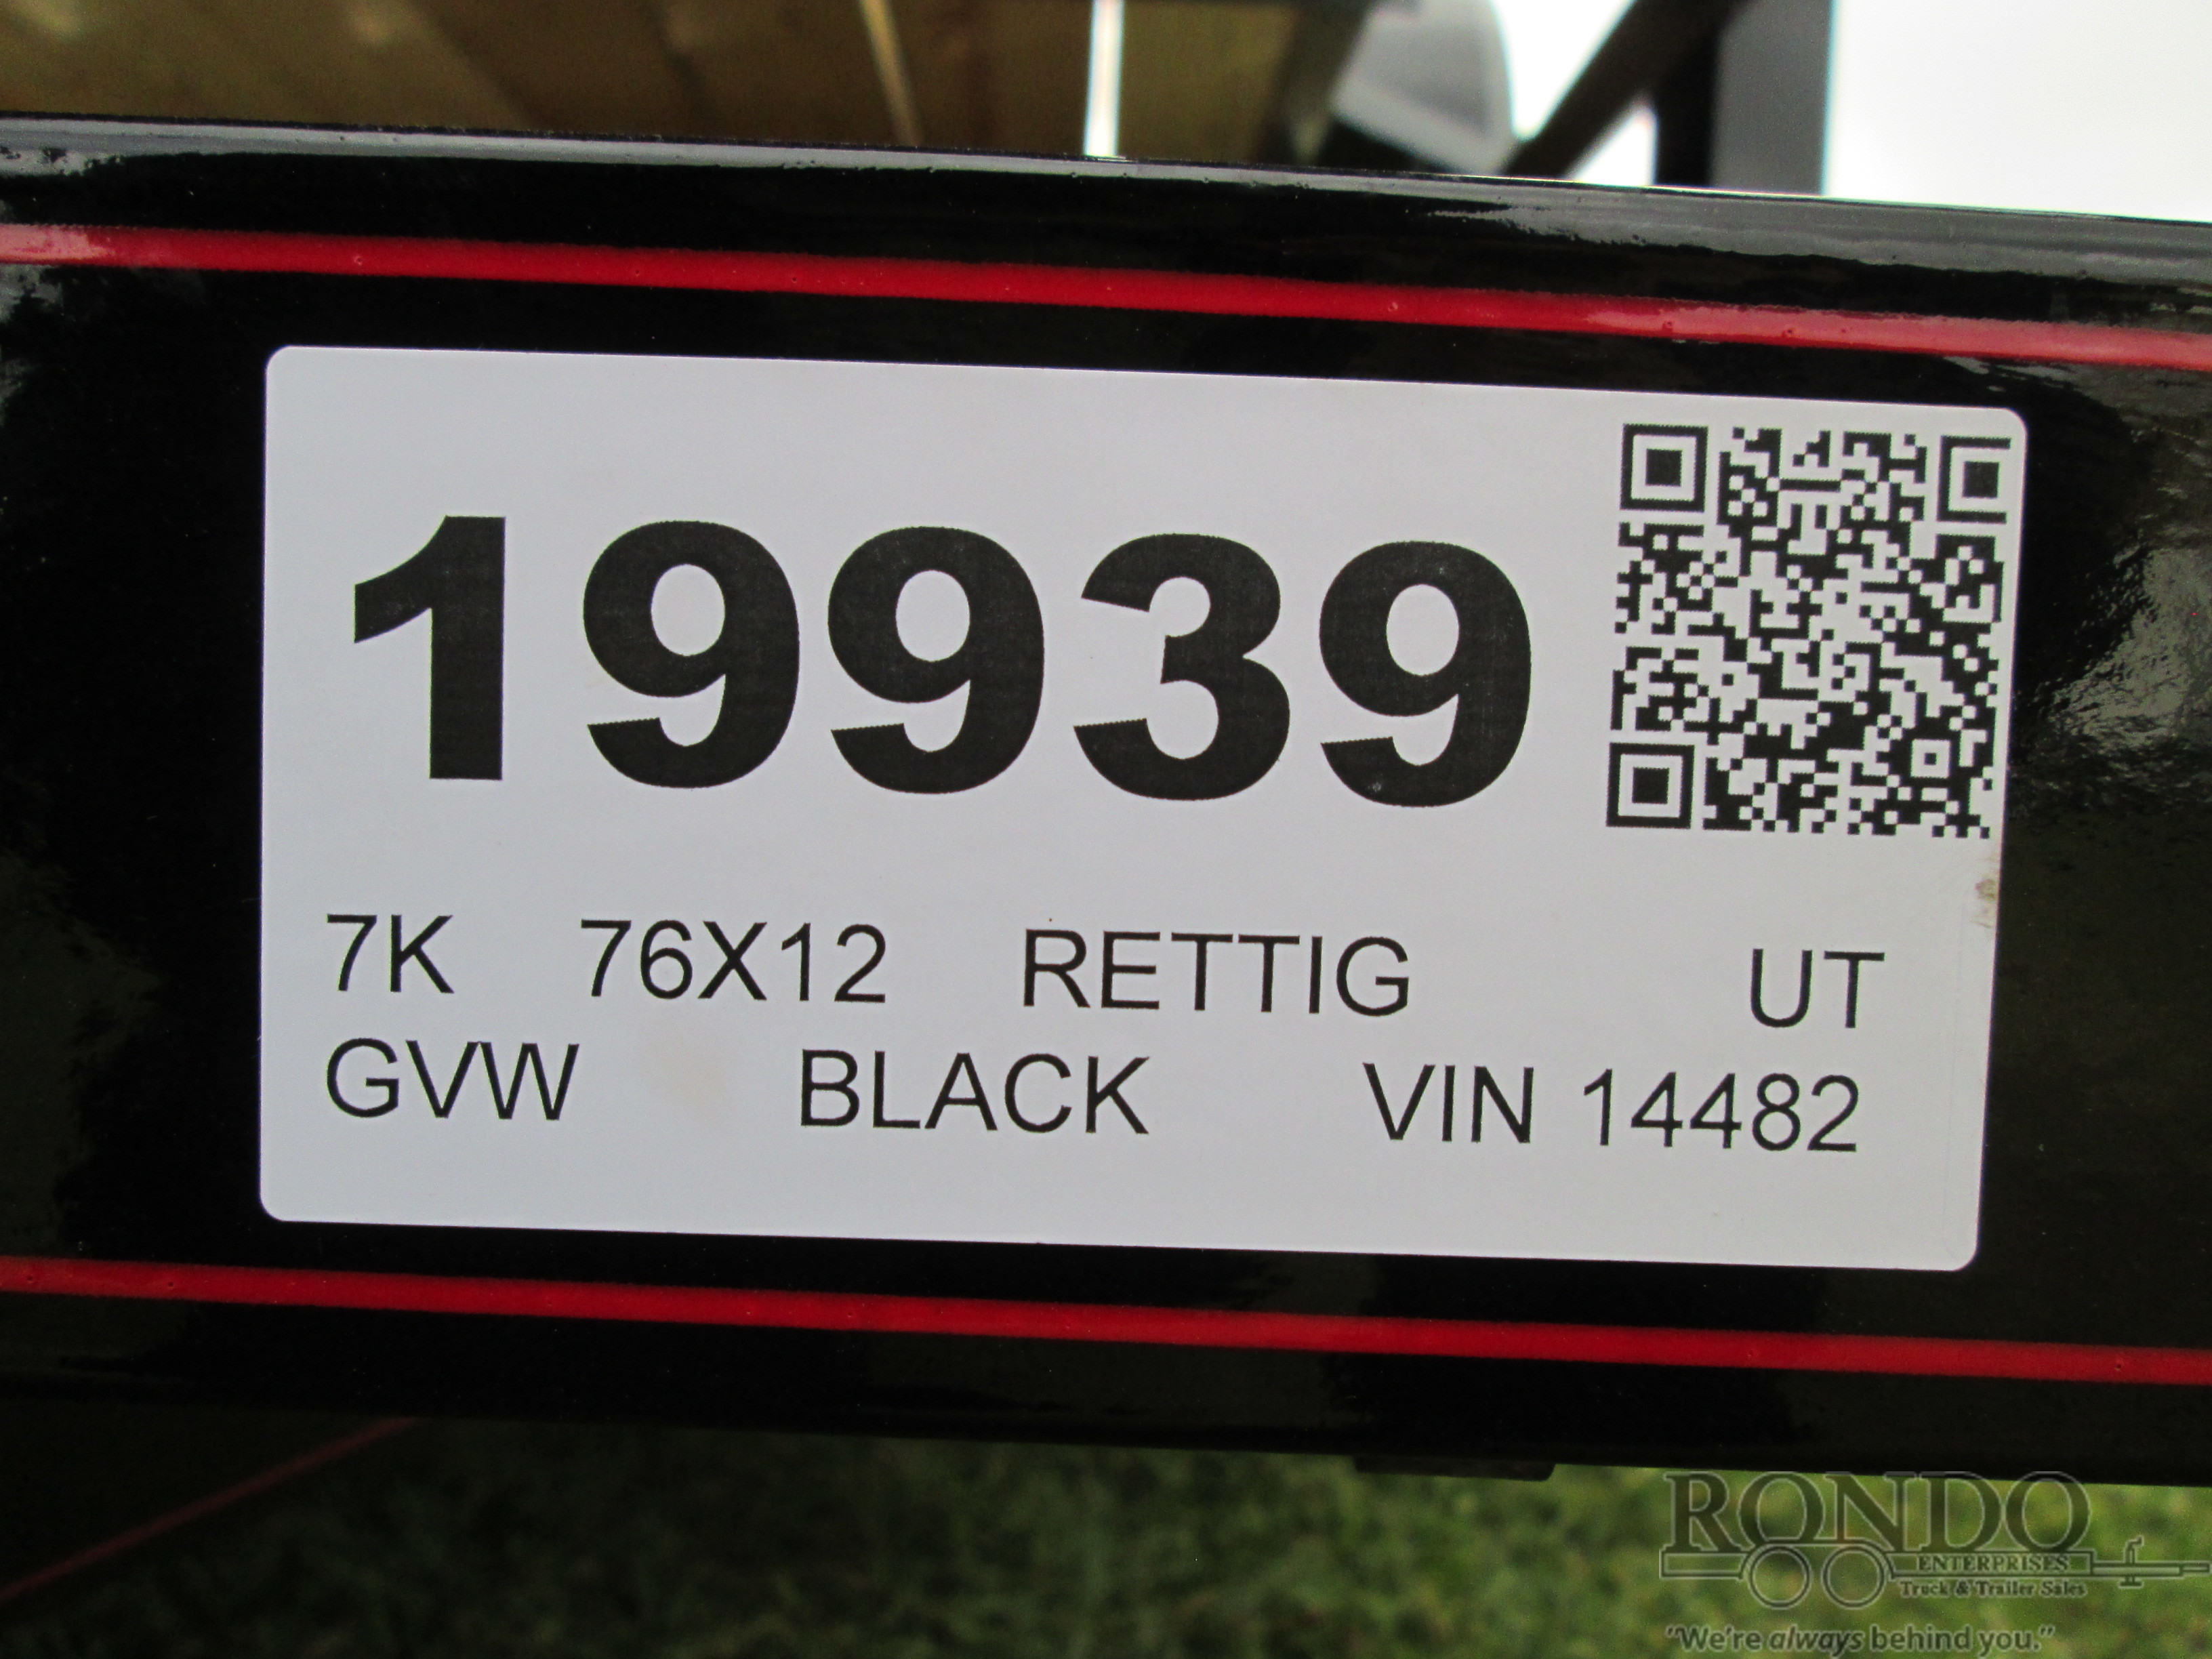 19939
7K 76X12 RETTIG UT
GVW BLACK VIN 14482
RONDO
ENTERPRISES
Truck & Trailer Sales
"We're always behind you."